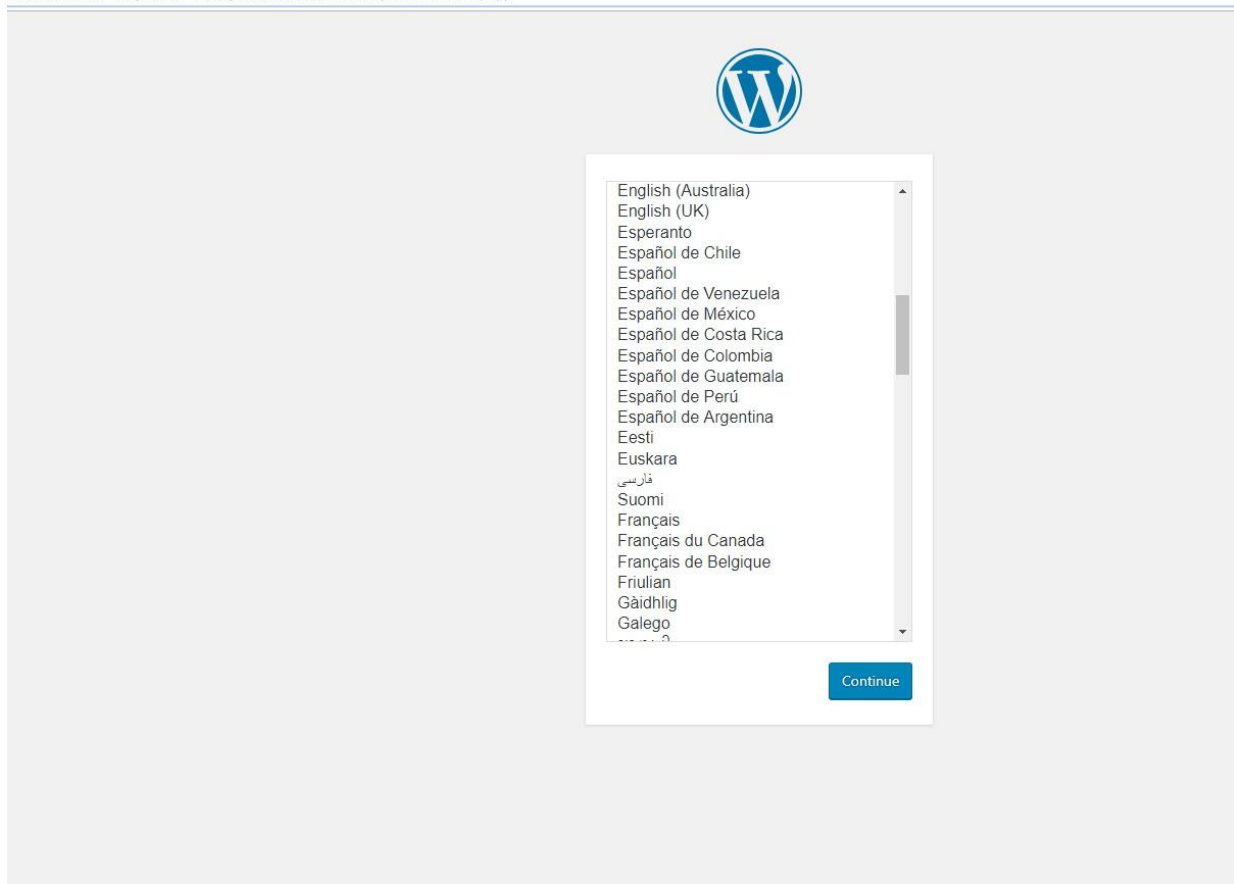 English (Australia)
English (UK)
Esperanto
Español de Chile
Español
Español de Venezuela
Español de México
Español de Costa Rica
Español de Colombia
Español de Guatemala
Español de Perú
Español de Argentina
Eesti
Euskara
فارسی
Suomi
Français
Français du Canada
Français de Belgique
Friulian
Gàidhlig
Galego
Continue